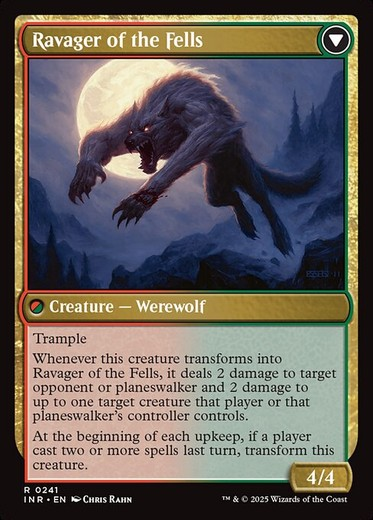 Ravager of the Fells
Creature — Werewolf
Trample
Whenever this creature transforms into
Ravager of the Fells, it deals 2 damage to target
opponent or planeswalker and 2 damage to
up to one target creature that player or that
planeswalker's controller controls.
At the beginning of each upkeep, if a player
cast two or more spells last turn, transform this
creature.
4/4
R 0241
INR • EN Chris Rahn
™ & © 2025 Wizards of the Coast